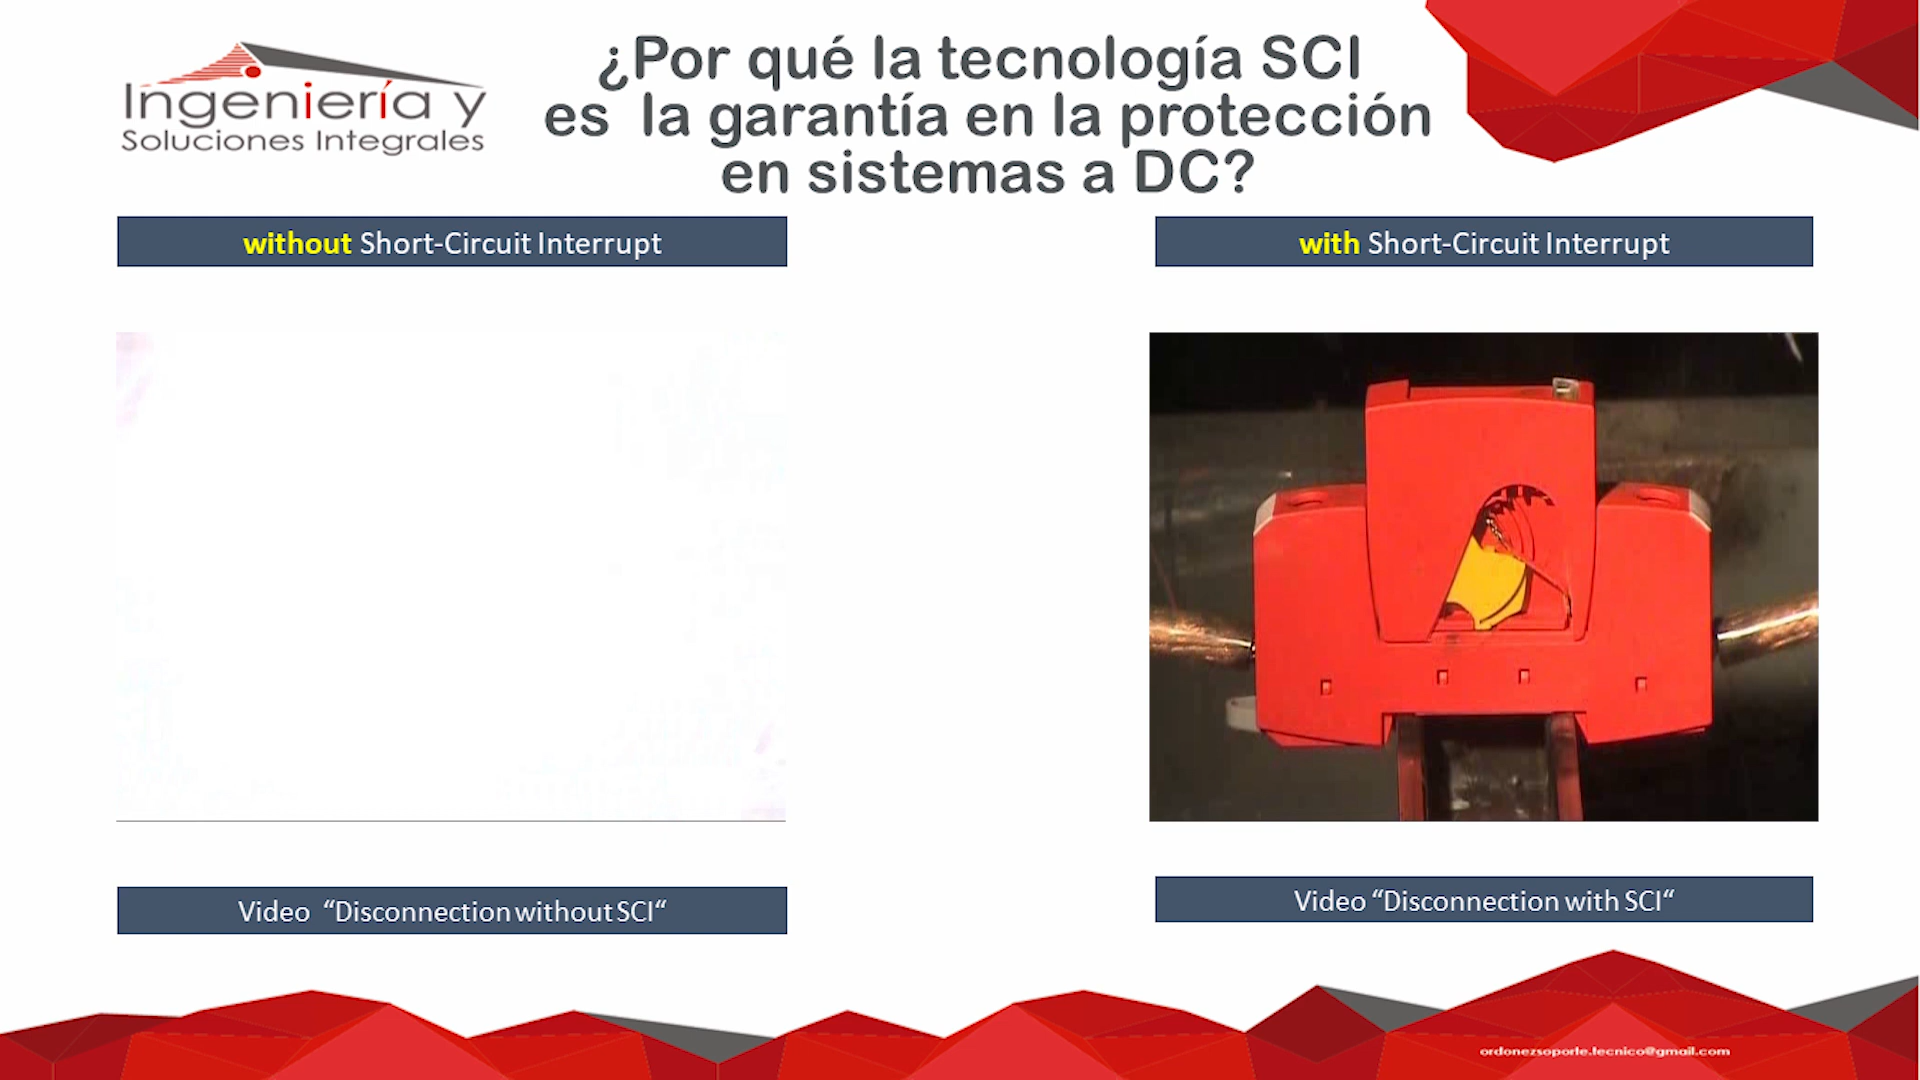 Ingeniería y
Soluciones Integrales
¿Por qué la tecnología SCI
es la garantía en la protección
en sistemas a DC?
without Short-Circuit Interrupt
with Short-Circuit Interrupt
Video “Disconnection without SCI“
Video “Disconnection with SCI“
ordonezsoporte.tecnico@gmail.com